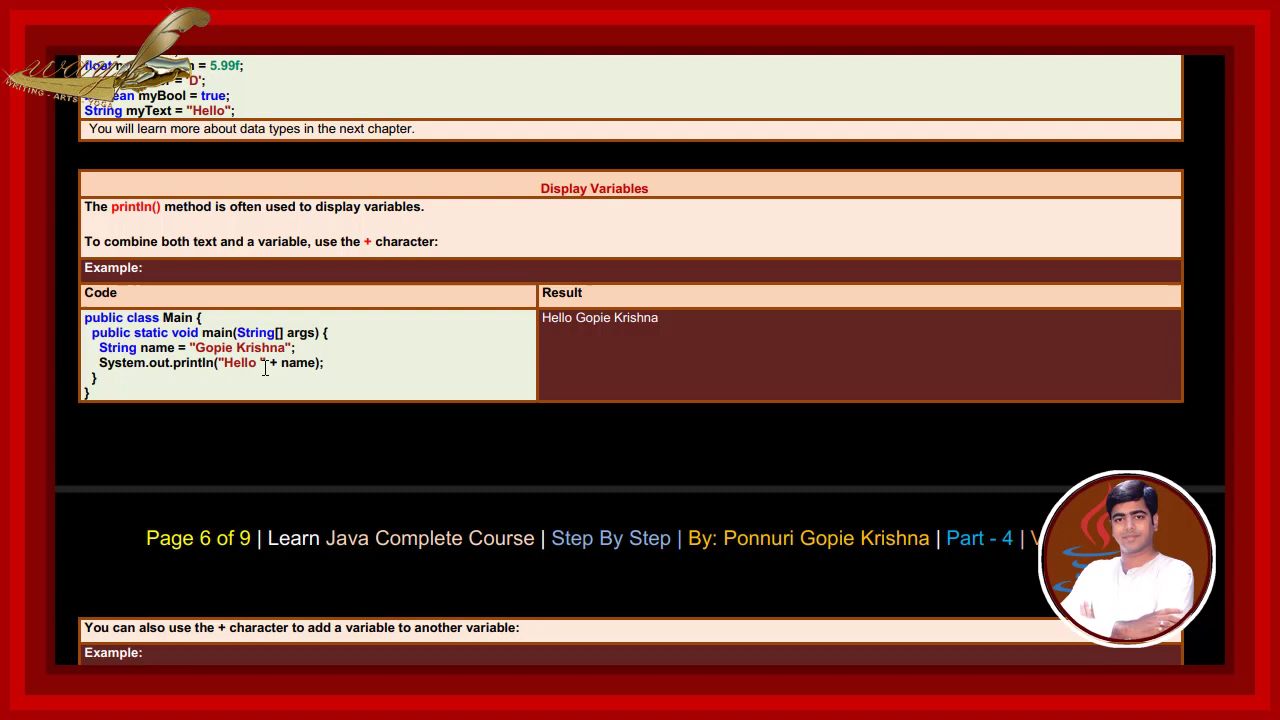 WRITING - ARTS - YOGA
float = 5.99f;
= 'D';
myBool = true;
String myText = "Hello";
You will learn more about data types in the next chapter.
Display Variables
The println() method is often used to display variables.
To combine both text and a variable, use the + character:
Example:
Code
Result
public class Main {
public static void main(String[] args) {
String name = "Gopie Krishna";
System.out.println("Hello " + name);
}
}
Hello Gopie Krishna
Page 6 of 9 | Learn Java Complete Course | Step By Step | By: Ponnuri Gopie Krishna | Part - 4 | V
You can also use the + character to add a variable to another variable:
Example: